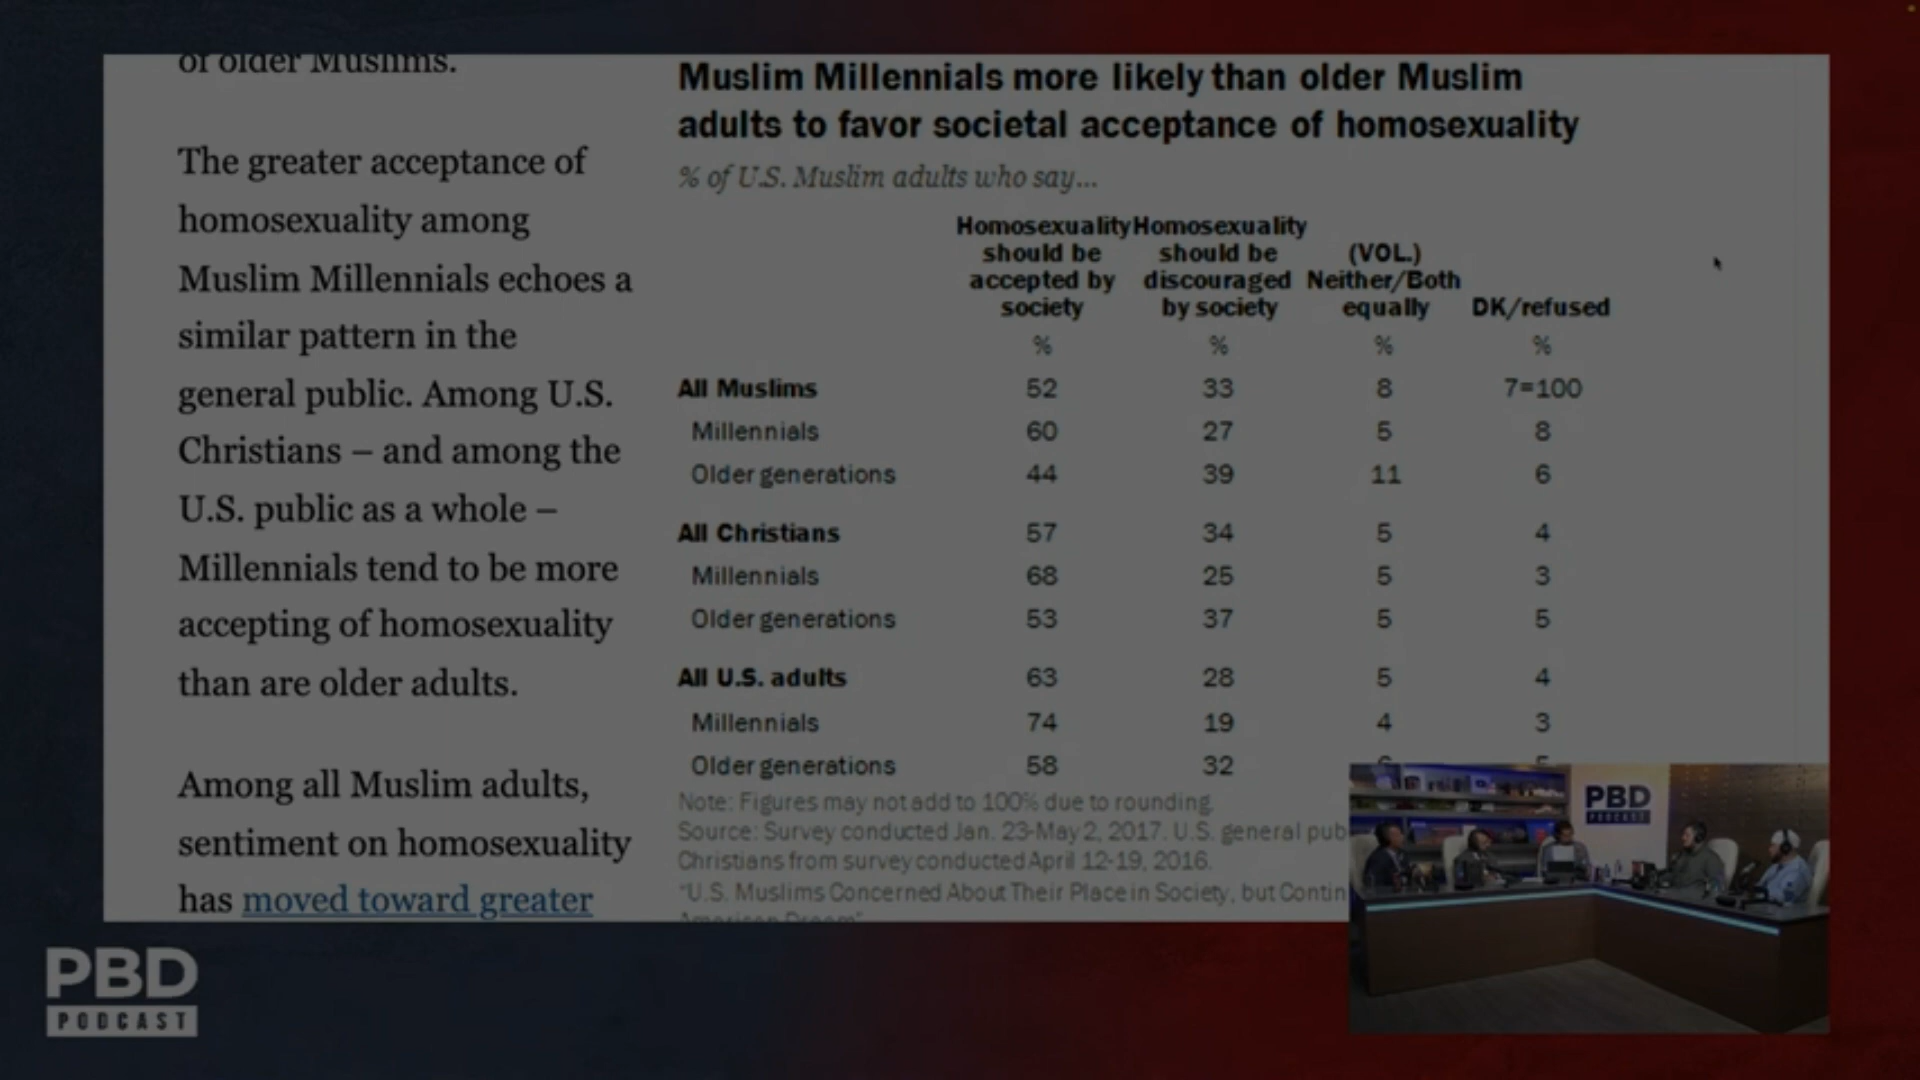 of older Muslims.
The greater acceptance of
homosexuality among
Muslim Millennials echoes a
similar pattern in the
general public. Among U.S.
Christians – and among the
U.S. public as a whole –
Millennials tend to be more
accepting of homosexuality
than are older adults.
Among all Muslim adults,
sentiment on homosexuality
has moved toward greater
Muslim Millennials more likely than older Muslim
adults to favor societal acceptance of homosexuality
% of U.S. Muslim adults who say...
Homosexuality Homosexuality
should be should be (VOL.)
accepted by discouraged Neither/Both
society by society equally DK/refused
% % % %
All Muslims 52 33 8 7=100
Millennials 60 27 5 8
Older generations 44 39 11 6
All Christians 57 34 5 4
Millennials 68 25 5 3
Older generations 53 37 5 5
All U.S. adults 63 28 5 4
Millennials 74 19 4 3
Older generations 58 32
Note: Figures may not add to 100% due to rounding.
Source: Survey conducted Jan. 23-May 2, 2017. U.S. general pub
Christians from survey conducted April 12-19, 2016.
"U.S. Muslims Concerned About Their Place in Society, but Contin
American Dream"
PBD
PODCAST
PBD
PODCAST